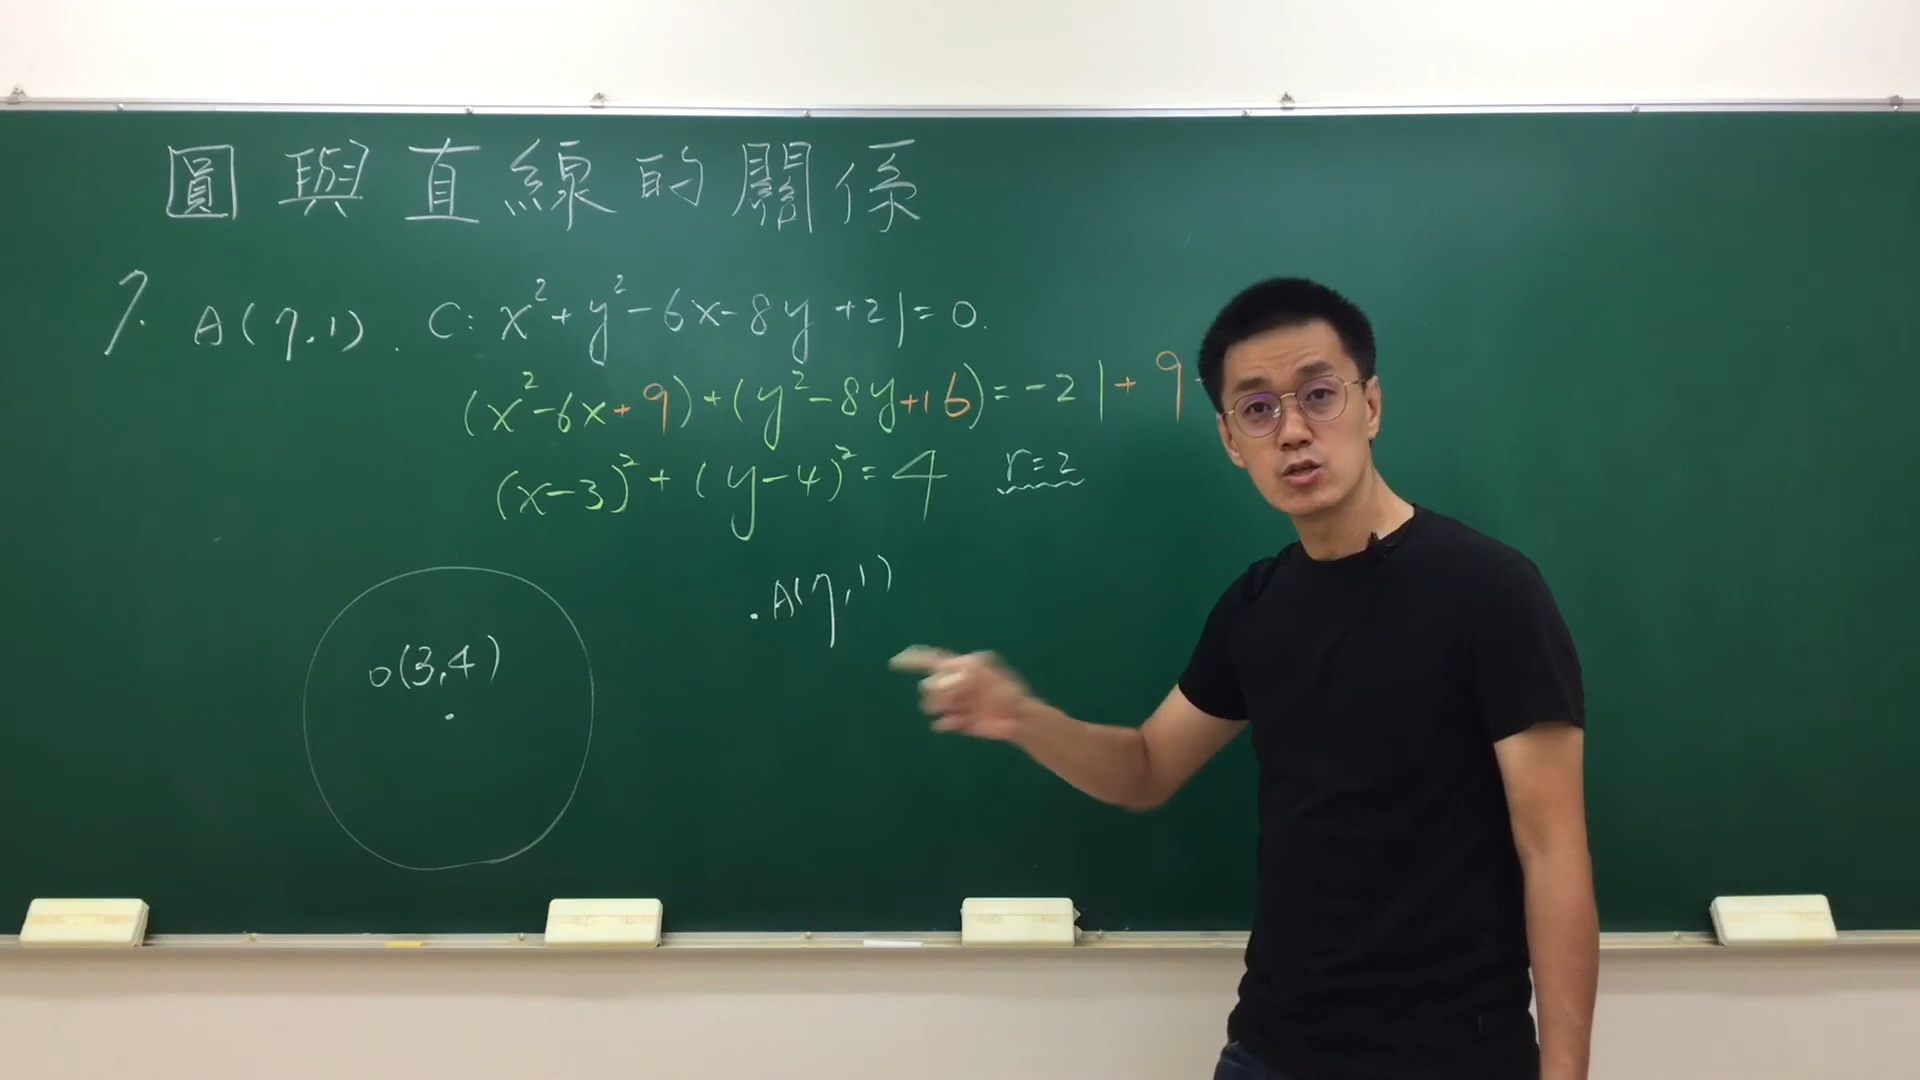 圓與直線的關係
7. A(7,1). C: x²+y²-6x-8y+21=0.
(x²-6x+9)+(y²-8y+16)=-21+9
(x-3)²+(y-4)²=4 r=2
.A(7,1)
O(3,4)